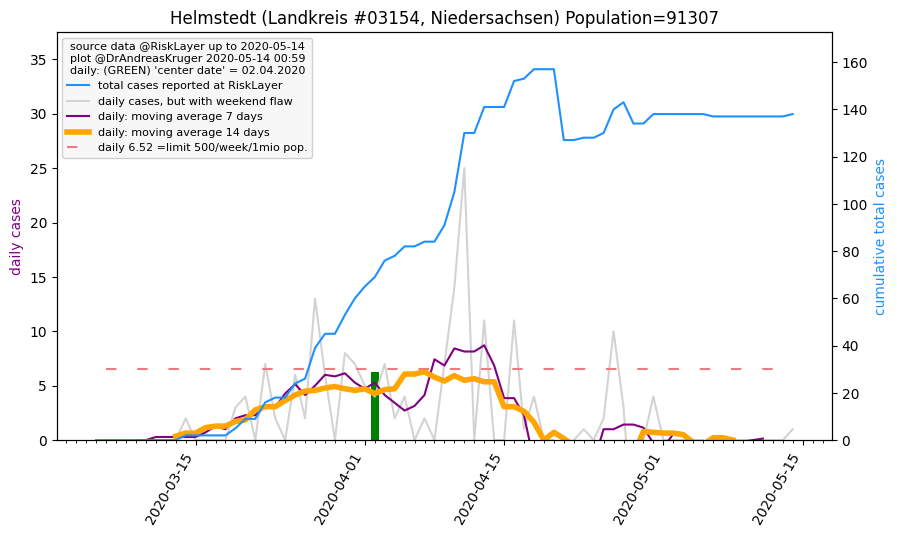 Helmstedt (Landkreis #03154, Niedersachsen) Population=91307
source data @RiskLayer up to 2020-05-14
plot @DrAndreasKruger 2020-05-14 00:59
daily: (GREEN) 'center date' = 02.04.2020
total cases reported at RiskLayer
daily cases, but with weekend flaw
daily: moving average 7 days
daily: moving average 14 days
daily 6.52 =limit 500/week/1mio pop.
daily cases
35
30
25
20
15
10
5
0
cumulative total cases
160
140
120
100
80
60
40
20
0
2020-03-15
2020-04-01
2020-04-15
2020-05-01
2020-05-15